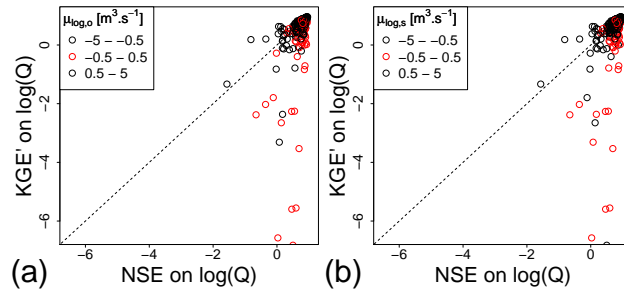 μlog,o [m³.s⁻¹]
−5 − −0.5
−0.5 − 0.5
0.5 − 5
KGE' on log(Q)
0
−2
−4
−6
−6 −4 −2 0
NSE on log(Q)
(a)
μlog,s [m³.s⁻¹]
−5 − −0.5
−0.5 − 0.5
0.5 − 5
KGE' on log(Q)
0
−2
−4
−6
−6 −4 −2 0
NSE on log(Q)
(b)